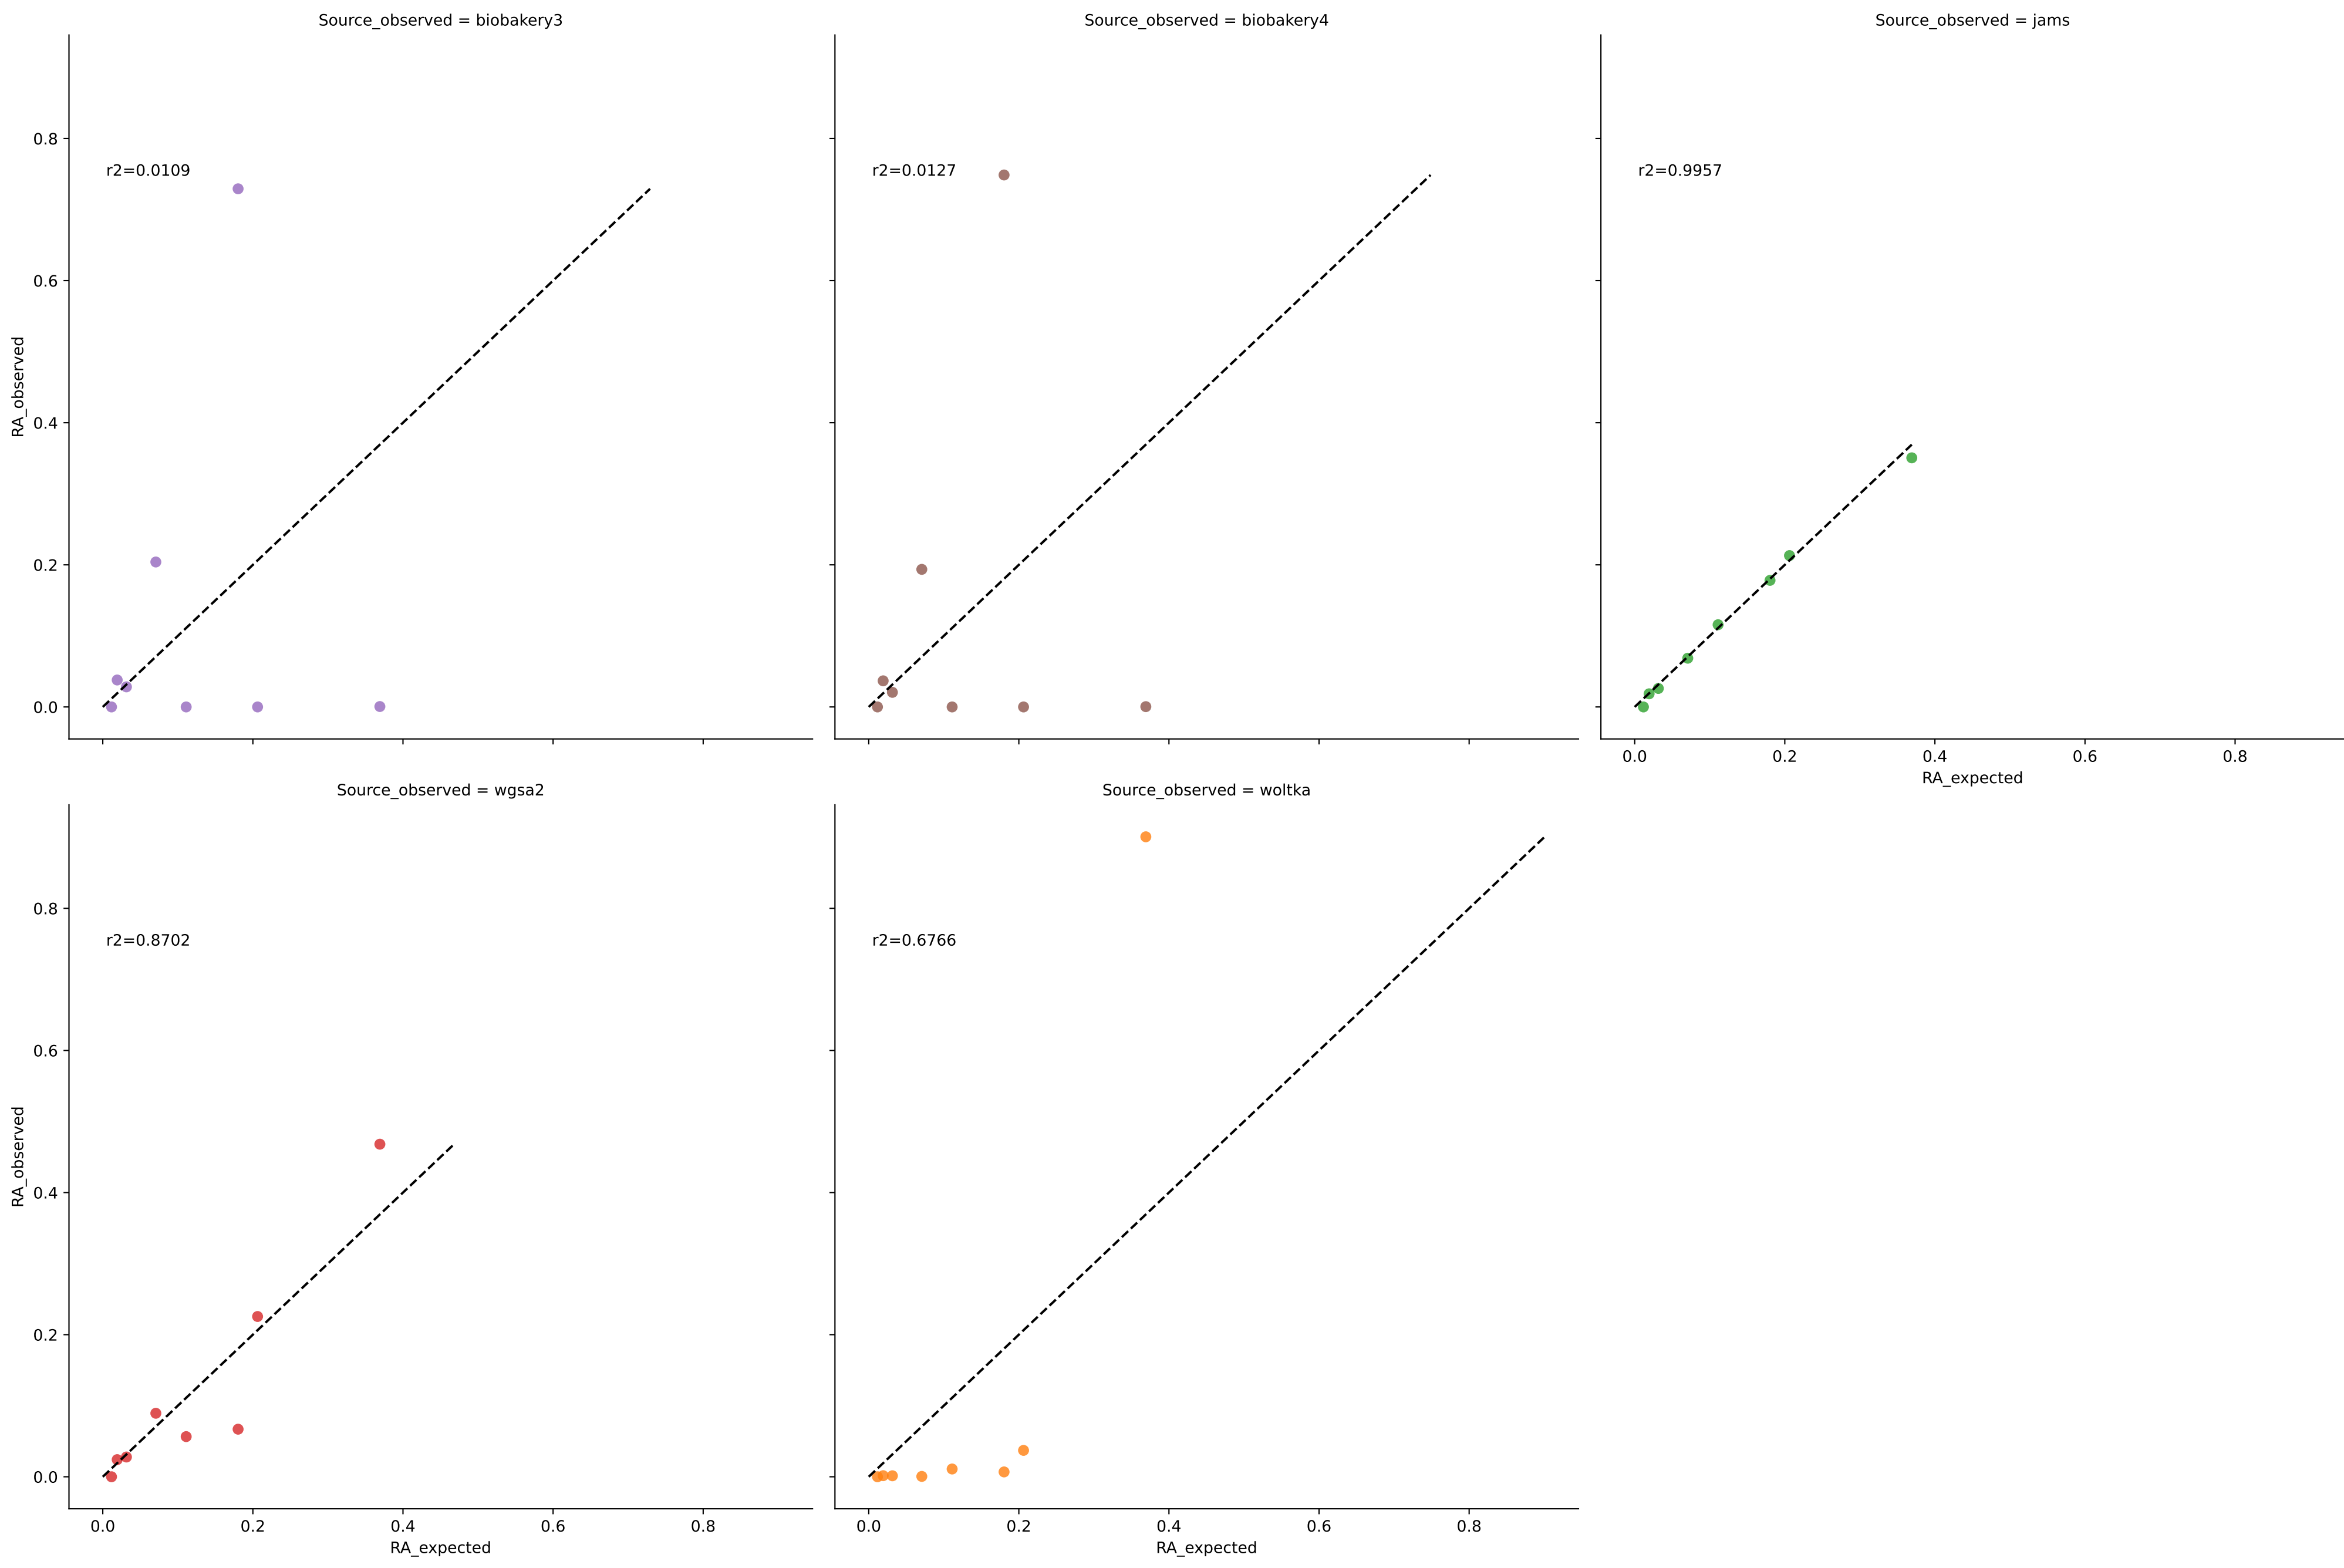 Source_observed = biobakery3
Source_observed = biobakery4
Source_observed = jams
0.8
r2=0.0109
r2=0.0127
r2=0.9957
0.6
RA_observed
0.4
0.2
0.0
0.0 0.2 0.4 0.6 0.8
RA_expected
Source_observed = wgsa2
Source_observed = woltka
0.8
r2=0.8702
r2=0.6766
0.6
RA_observed
0.4
0.2
0.0
0.0 0.2 0.4 0.6 0.8
0.0 0.2 0.4 0.6 0.8
RA_expected
RA_expected